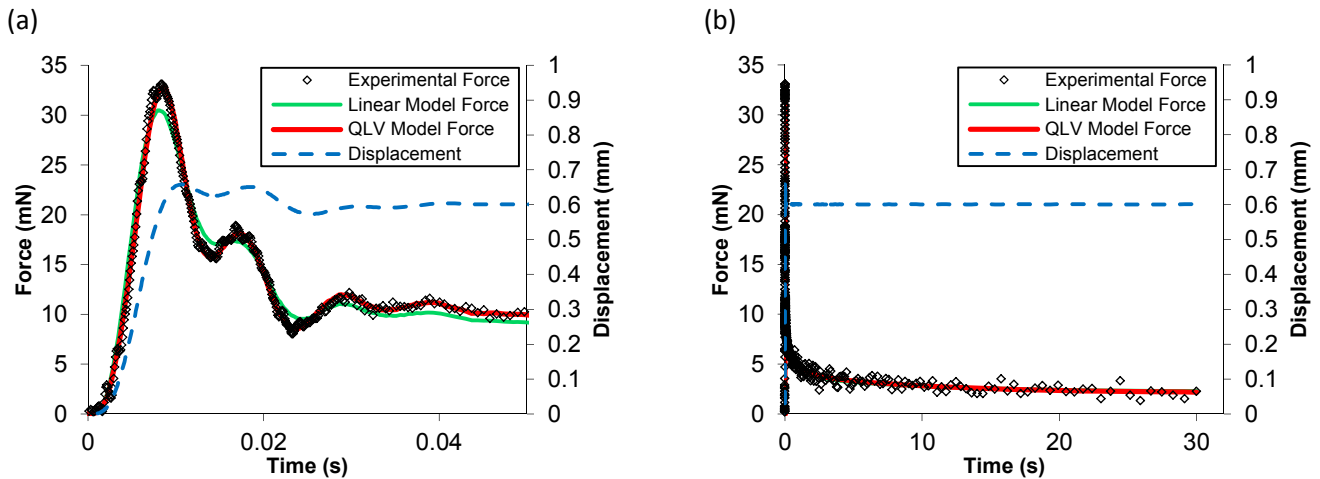 (a)
(b)
35
30
25
20
15
10
5
0
Force (mN)
1
0.9
0.8
0.7
0.6
0.5
0.4
0.3
0.2
0.1
0
Displacement (mm)
Experimental Force
Linear Model Force
QLV Model Force
Displacement
0
0.02
0.04
Time (s)
35
30
25
20
15
10
5
0
Force (mN)
1
0.9
0.8
0.7
0.6
0.5
0.4
0.3
0.2
0.1
0
Displacement (mm)
Experimental Force
Linear Model Force
QLV Model Force
Displacement
0
10
20
30
Time (s)